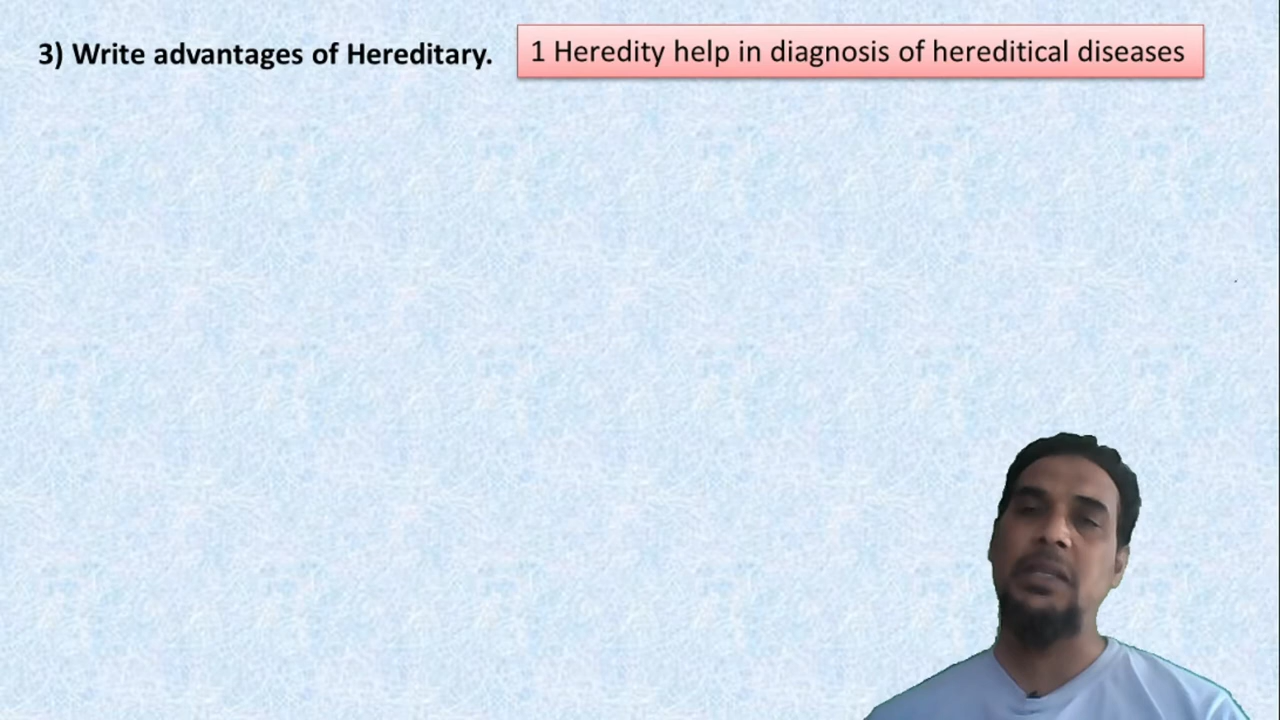 3) Write advantages of Hereditary.
1 Heredity help in diagnosis of hereditical diseases